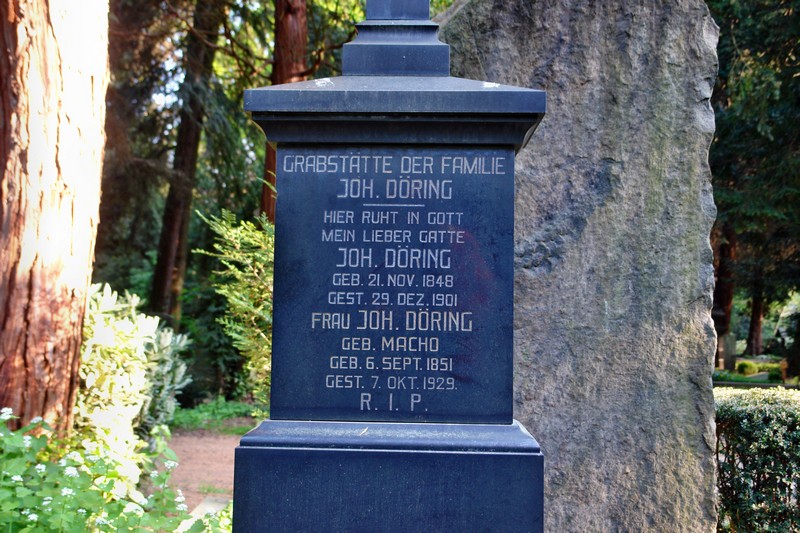 GRABSTÄTTE DER FAMILIE
JOH. DÖRING
HIER RUHT IN GOTT
MEIN LIEBER GATTE
JOH. DÖRING
GEB. 21. NOV. 1848
GEST. 29. DEZ. 1901
FRAU JOH. DÖRING
GEB. MACHO
GEB. 6. SEPT. 1851
GEST. 7. OKT. 1929.
R. I. P.